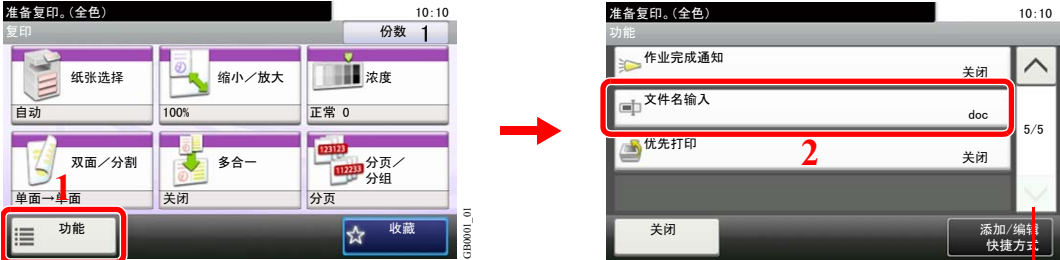 准备复印。(全色)
10:10
复印
份数 1
纸张选择
自动
缩小／放大
100%
浓度
正常 0
双面／分割
单面→单面
多合一
关闭
123123
112233
分页／
分组
分页
1
功能
收藏
GB0001_01
准备复印。(全色)
10:10
功能
作业完成通知
关闭
文件名输入
doc
优先打印
关闭
2
5/5
关闭
添加/编辑
快捷方式